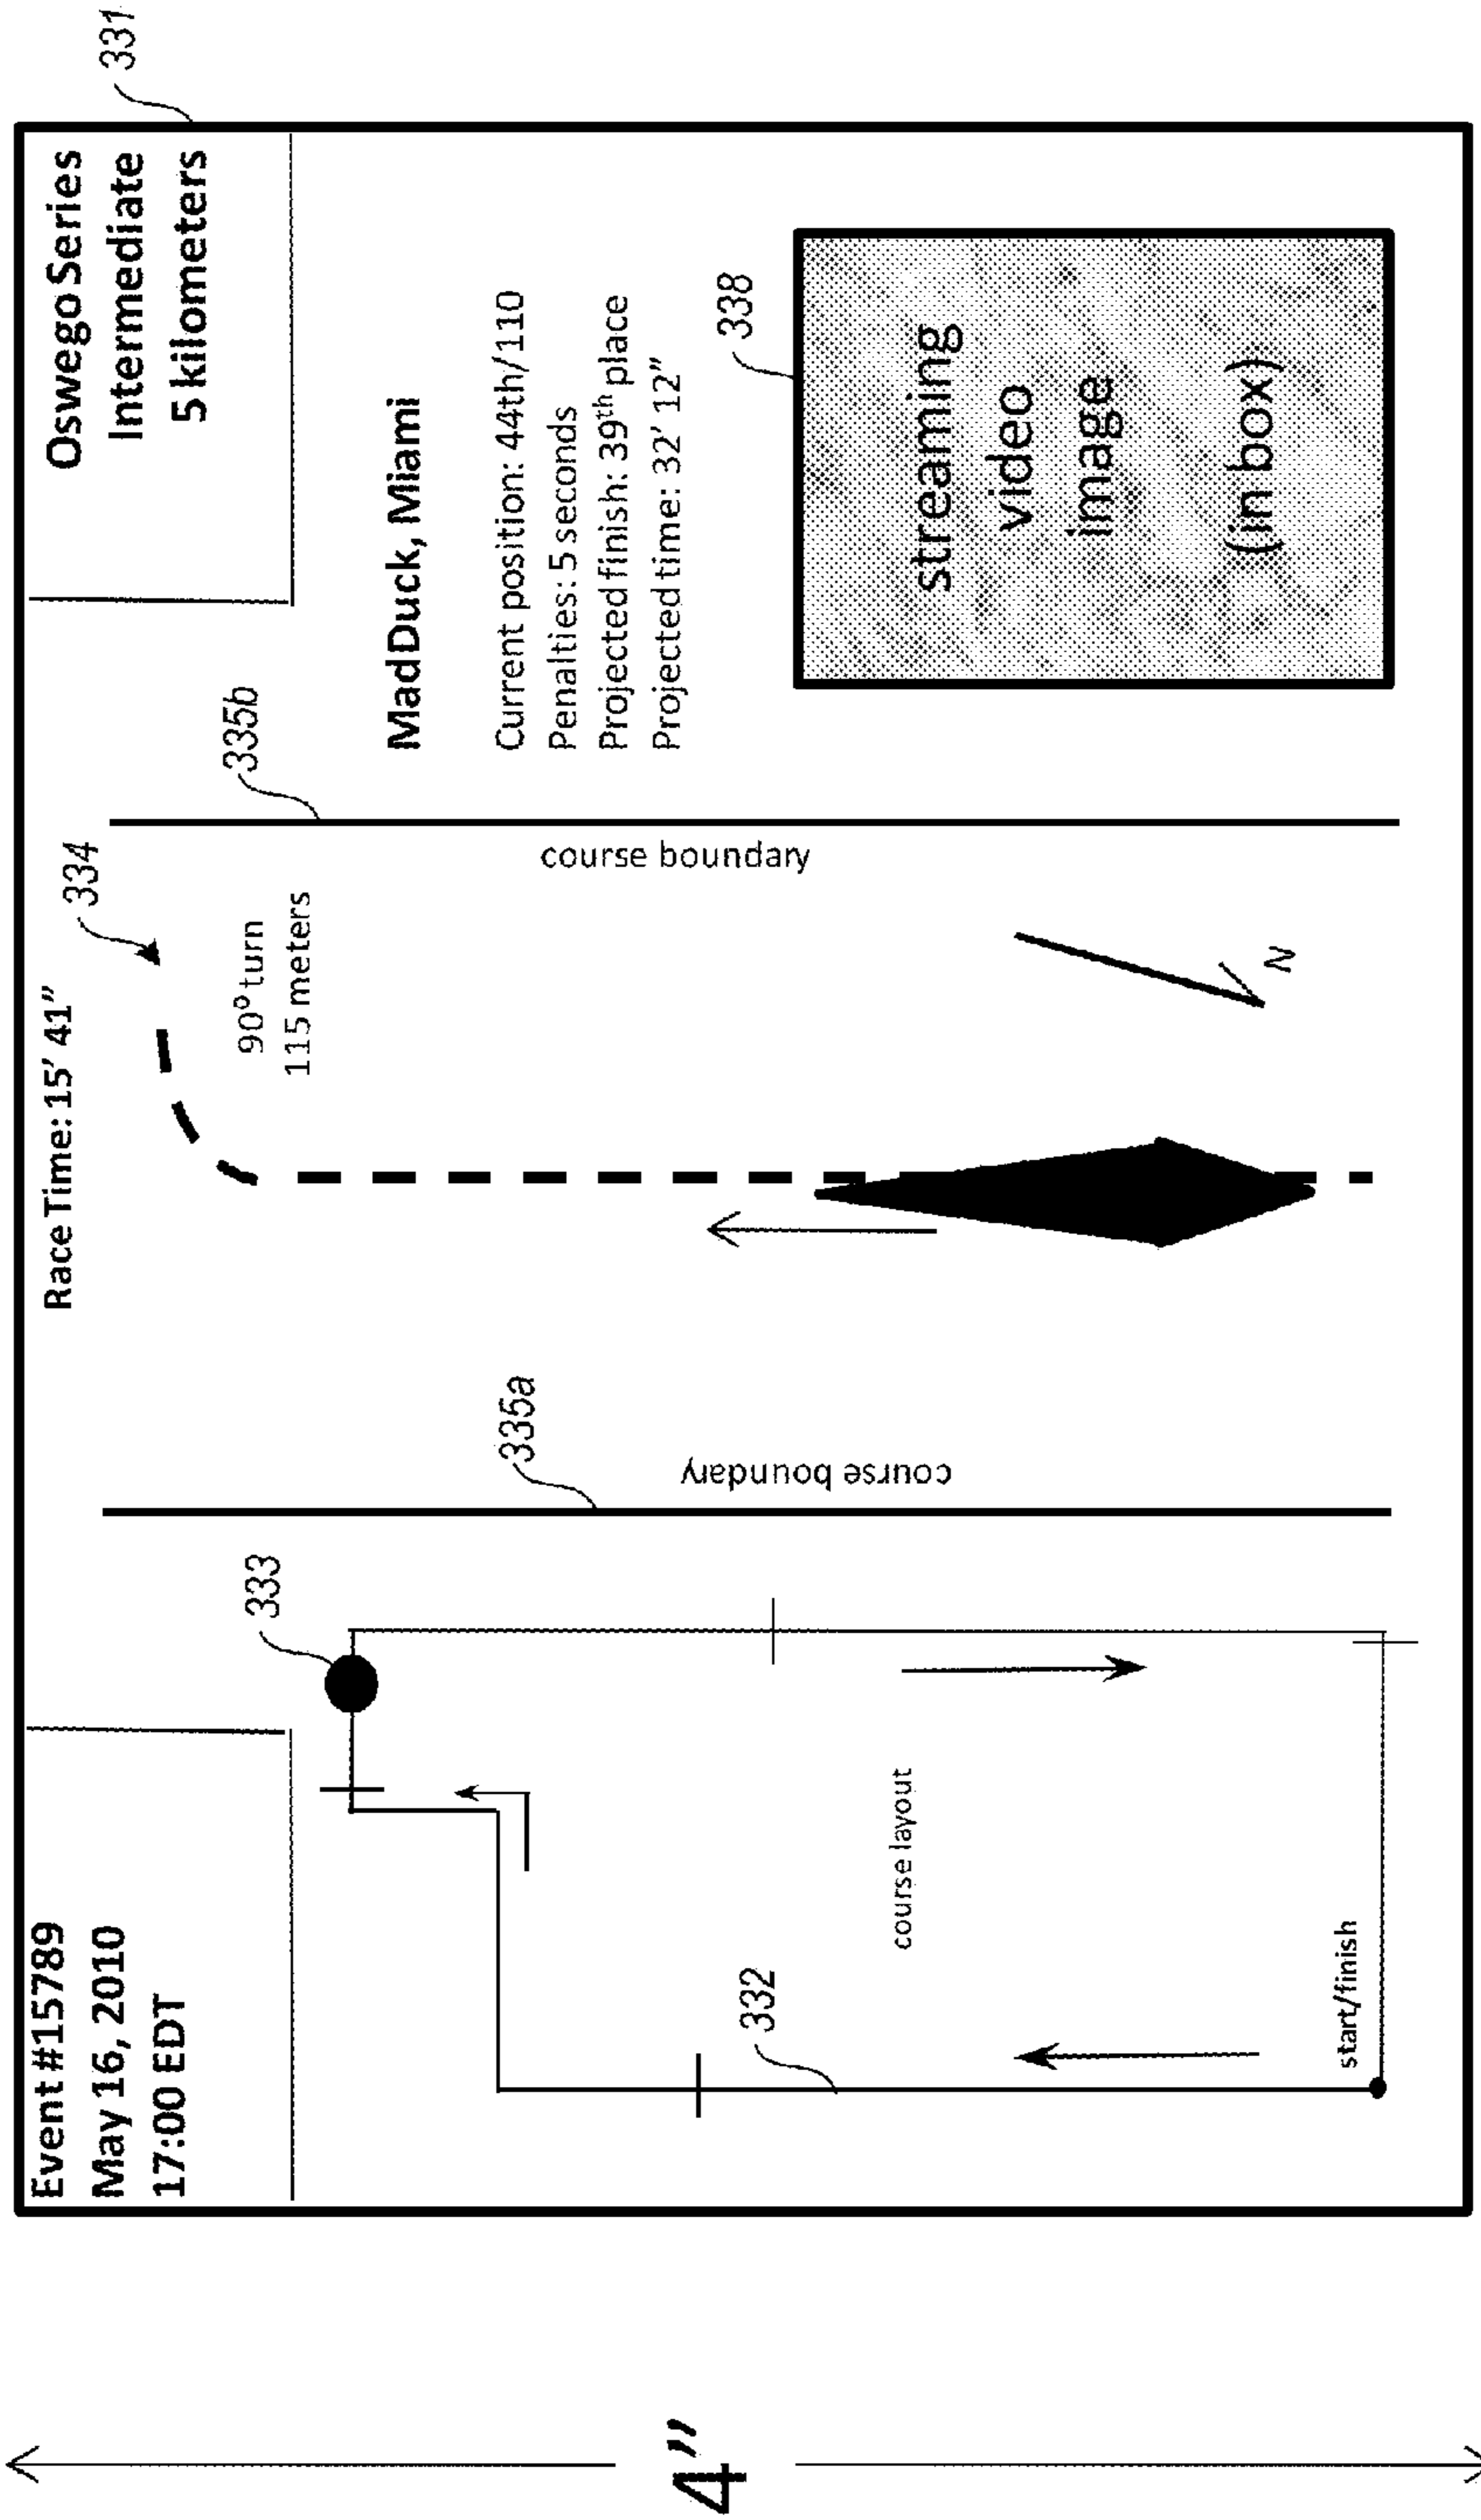 Event #15789
May 16, 2010
17:00 EDT
Race Time: 15’ 41”
Oswego Series
Intermediate
5 kilometers
331
333
334
335b
90º turn
115 meters
MadDuck, Miami
Current position: 44th/110
Penalties: 5 seconds
Projected finish: 39th place
Projected time: 32’ 12”
335a
course boundary
course boundary
338
332
course layout
streaming
video
image
(in box)
N
start/finish
4”